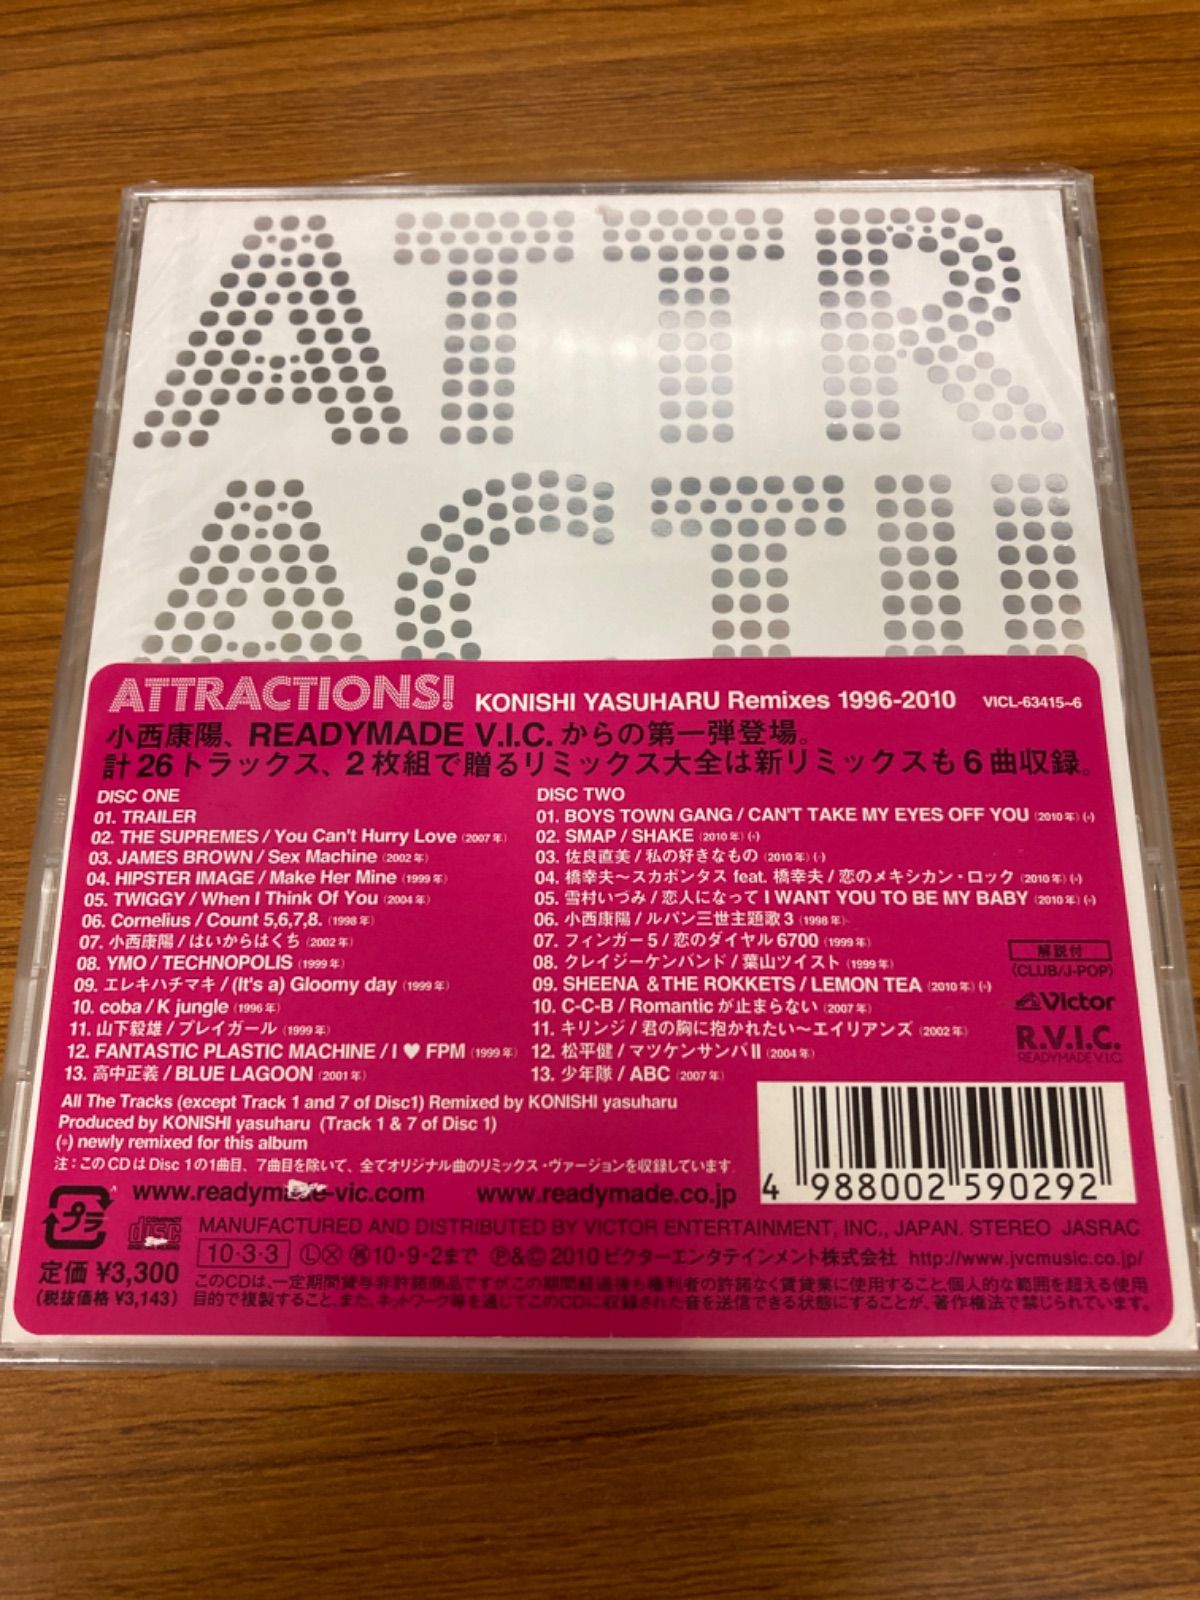 ATTR
ACTI
ATTRACTIONS! KONISHI YASUHARU Remixes 1996-2010 VICL-63415~6
小西康陽、READYMADE V.I.C.からの第一弾登場。
計26トラックス、2枚組で贈るリミックス大全は新リミックスも6曲収録。
DISC ONE
01. TRAILER
02. THE SUPREMES / You Can't Hurry Love (2007年)
03. JAMES BROWN / Sex Machine (2002年)
04. HIPSTER IMAGE / Make Her Mine (1999年)
05. TWIGGY / When I Think Of You (2004年)
06. Cornelius / Count 5,6,7,8. (1998年)
07. 小西康陽 / はいからはくち (2002年)
08. YMO / TECHNOPOLIS (1999年)
09. エレキハチマキ / (It's a) Gloomy day (1999年)
10. coba / K jungle (1996年)
11. 山下毅雄 / プレイガール (1999年)
12. FANTASTIC PLASTIC MACHINE / I ♥ FPM (1999年)
13. 高中正義 / BLUE LAGOON (2001年)
DISC TWO
01. BOYS TOWN GANG / CAN'T TAKE MY EYES OFF YOU (2010年) (*)
02. SMAP / SHAKE (2010年) (*)
03. 佐良直美 / 私の好きなもの (2010年) (*)
04. 橋幸夫〜スカポンタス feat. 橋幸夫 / 恋のメキシカン・ロック (2010年) (*)
05. 雪村いづみ / 恋人になって I WANT YOU TO BE MY BABY (2010年) (*)
06. 小西康陽 / ルパン三世主題歌3 (1998年)
07. フィンガー5 / 恋のダイヤル6700 (1999年)
08. クレイジーケンバンド / 葉山ツイスト (1999年)
09. SHEENA & THE ROKKETS / LEMON TEA (2010年) (*)
10. C-C-B / Romanticが止まらない (2007年)
11. キリンジ / 君の胸に抱かれたい〜エイリアンズ (2002年)
12. 松平健 / マツケンサンバII (2004年)
13. 少年隊 / ABC (2007年)
解説付
(CLUB/J-POP)
Victor
R.V.I.C.
READYMADE V.I.C.
All The Tracks (except Track 1 and 7 of Disc1) Remixed by KONISHI yasuharu
Produced by KONISHI yasuharu (Track 1 & 7 of Disc 1)
(*) newly remixed for this album
注：このCDはDisc 1の1曲目、7曲目を除いて、全てオリジナル曲のリミックス・ヴァージョンを収録しています。
www.readymade-vic.com www.readymade.co.jp
4 988002 590292
プラ
COMPACT disc DIGITAL AUDIO
MANUFACTURED AND DISTRIBUTED BY VICTOR ENTERTAINMENT, INC., JAPAN. STEREO JASRAC
10・3・3 Ⓛ Ⓧ 再 10・9・2まで Ⓟ&© 2010 ビクターエンタテインメント株式会社 http://www.jvcmusic.co.jp/
定価 ¥3,300
(税抜価格 ¥3,143)
このCDは、一定期間貸与非許諾商品ですがこの期間経過後も権利者の許諾なく賃貸業に使用すること、個人的な範囲を超える使用
目的で複製すること、また、ネットワーク等を通じてこのCDに収録された音を送信できる状態にすることが、著作権法で禁じられています。